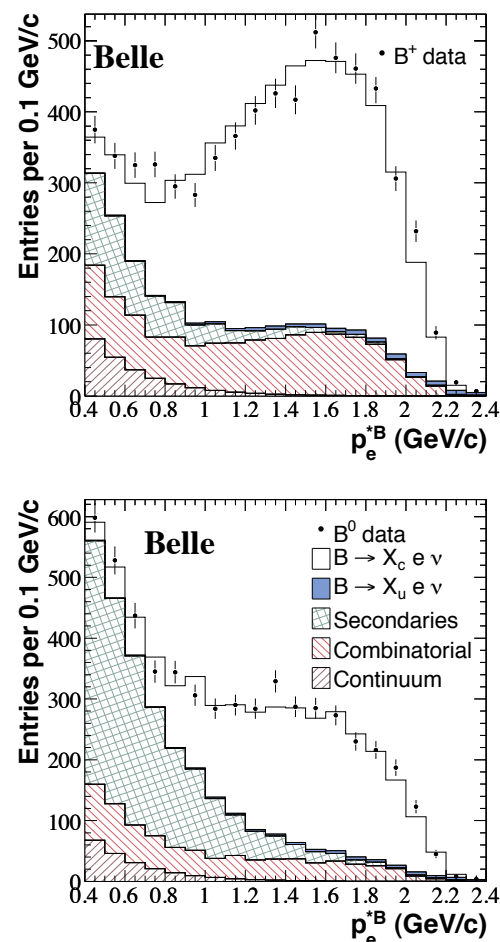 Entries per 0.1 GeV/c
500
400
300
200
100
0
Belle
B+ data
0.4 0.6 0.8 1 1.2 1.4 1.6 1.8 2 2.2 2.4
p*B e (GeV/c)
Entries per 0.1 GeV/c
600
500
400
300
200
100
0
Belle
B0 data
B → Xc e ν
B → Xu e ν
Secondaries
Combinatorial
Continuum
0.4 0.6 0.8 1 1.2 1.4 1.6 1.8 2 2.2 2.4
p*B e (GeV/c)